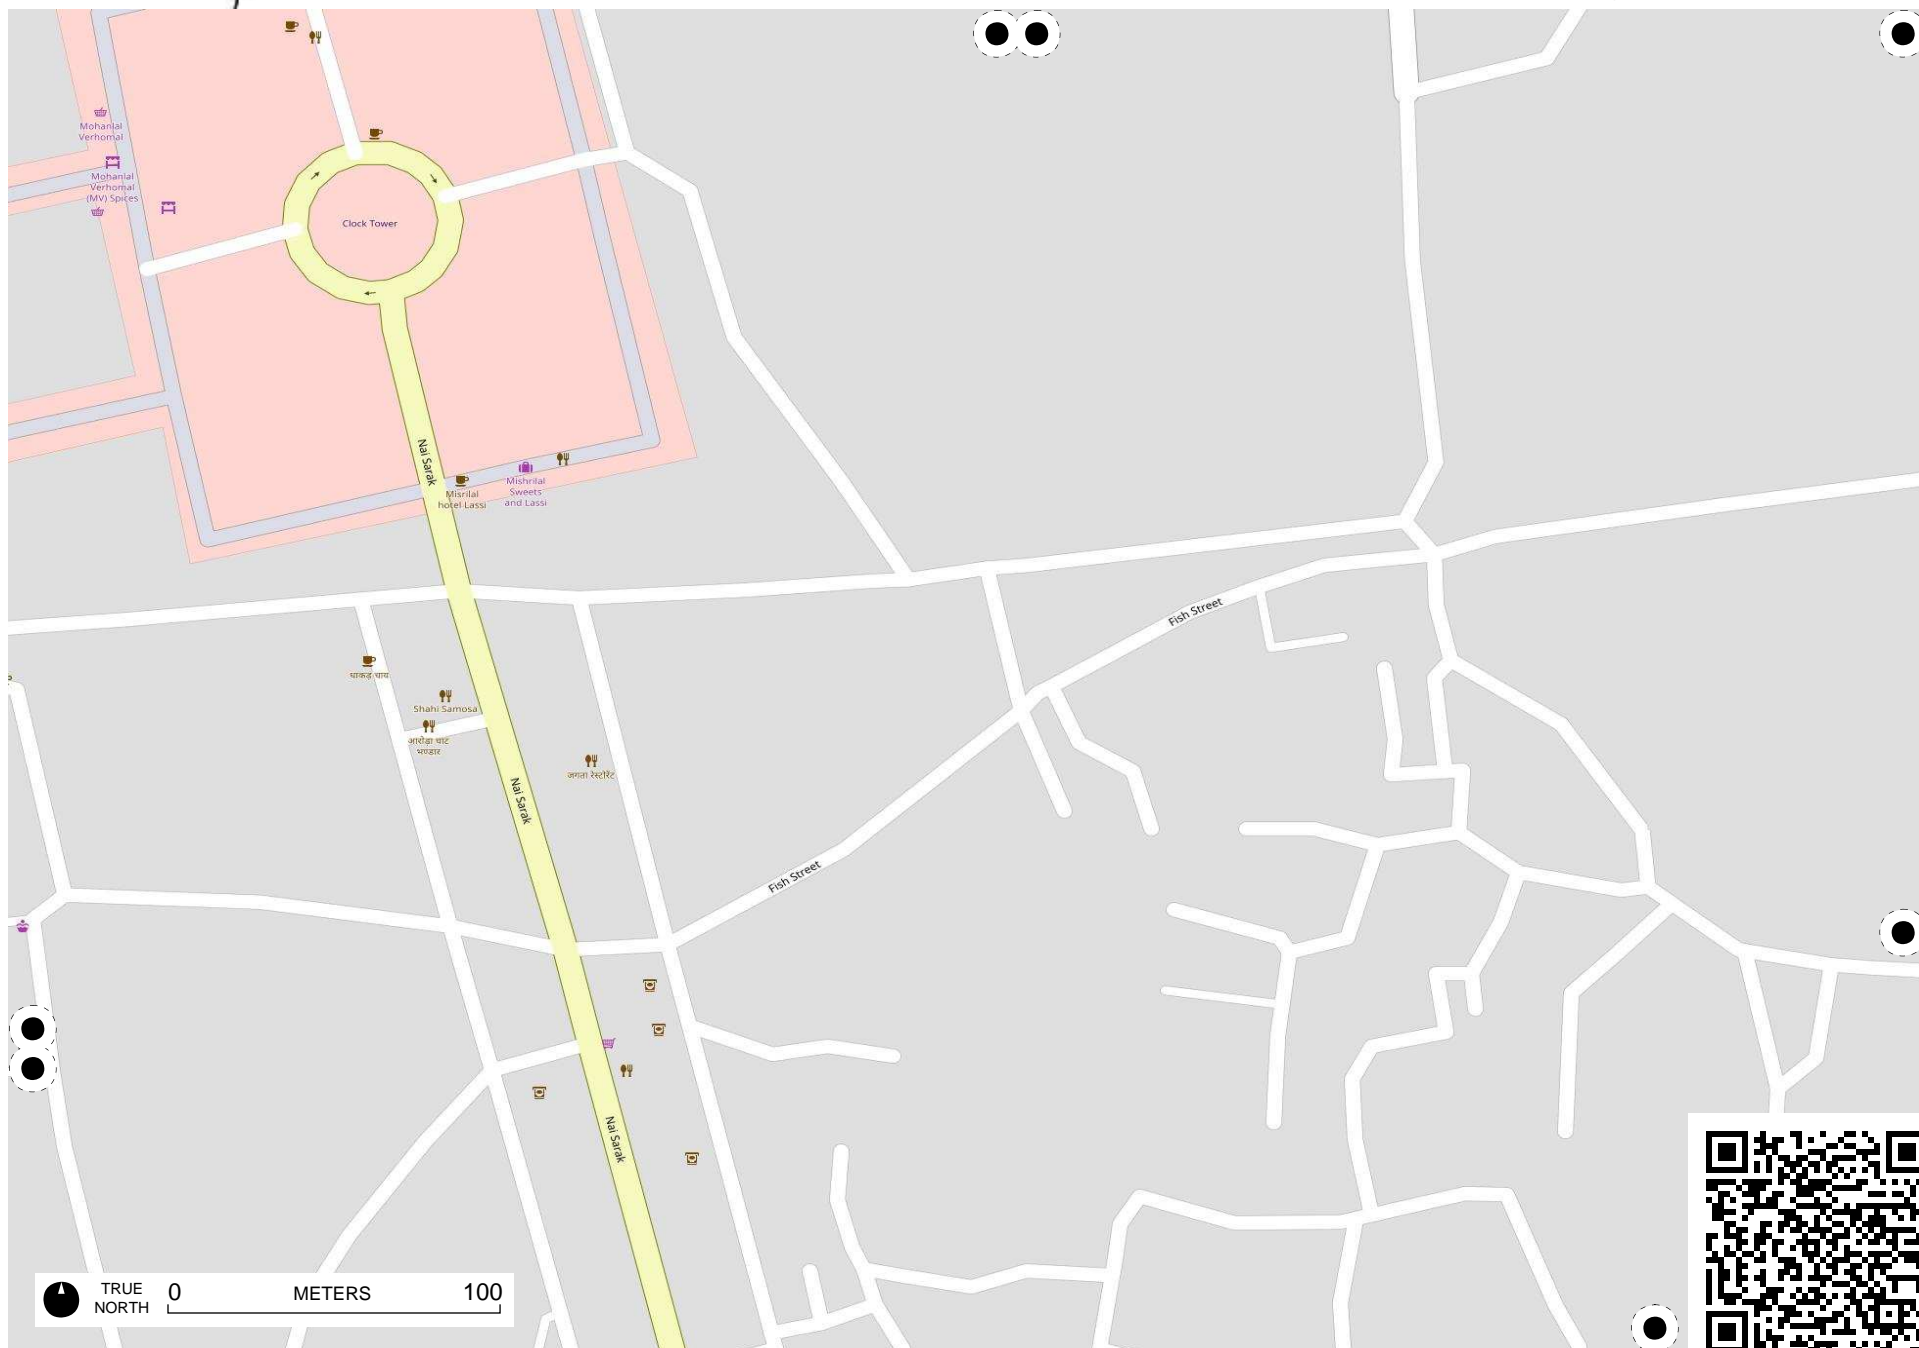 Mohanlal
Verhomal
Mohanlal
Verhomal
(MV) Spices
Clock Tower
Nai Sarak
Misrilal
hotel Lassi
Mishrilal
Sweets
and Lassi
Fish Street
धाकड़ चाय
Shahi Samosa
आरोड़ा चाट
भण्डार
जगता रेस्टोरेंट
Nai Sarak
Fish Street
Nai Sarak
TRUE
NORTH
0 METERS 100